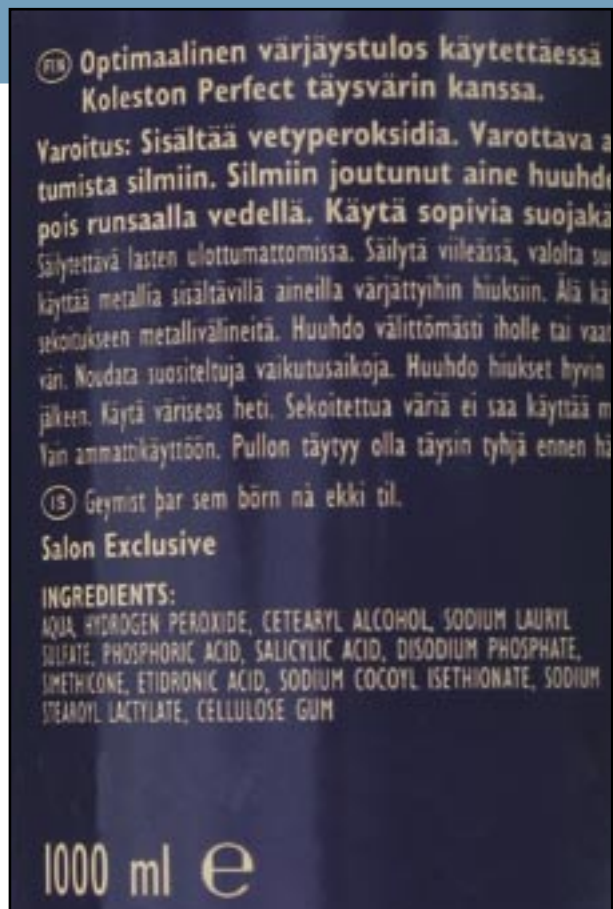 FIN Optimaalinen värjäystulos käytettäessä
Koleston Perfect täysvärin kanssa.
Varoitus: Sisältää vetyperoksidia. Varottava a
tumista silmiin. Silmiin joutunut aine huuhd
pois runsaalla vedellä. Käytä sopivia suojakä
Säilytettävä lasten ulottumattomissa. Säilytä viileässä, valolta su
käyttää metallia sisältävillä aineilla värjättyihin hiuksiin. Älä kä
sekoitukseen metallivälineitä. Huuhdo välittömästi iholle tai vaa
väri. Noudata suositeltuja vaikutusaikoja. Huuhdo hiukset hyvin
jälkeen. Käytä väriseos heti. Sekoitettua väriä ei saa käyttää m
Vain ammattikäyttöön. Pullon täytyy olla täysin tyhjä ennen hä
IS Geymist þar sem börn ná ekki til.
Salon Exclusive
INGREDIENTS:
AQUA, HYDROGEN PEROXIDE, CETEARYL ALCOHOL, SODIUM LAURYL
SULFATE, PHOSPHORIC ACID, SALICYLIC ACID, DISODIUM PHOSPHATE,
SIMETHICONE, ETIDRONIC ACID, SODIUM COCOYL ISETHIONATE, SODIUM
STEAROYL LACTYLATE, CELLULOSE GUM
1000 ml e